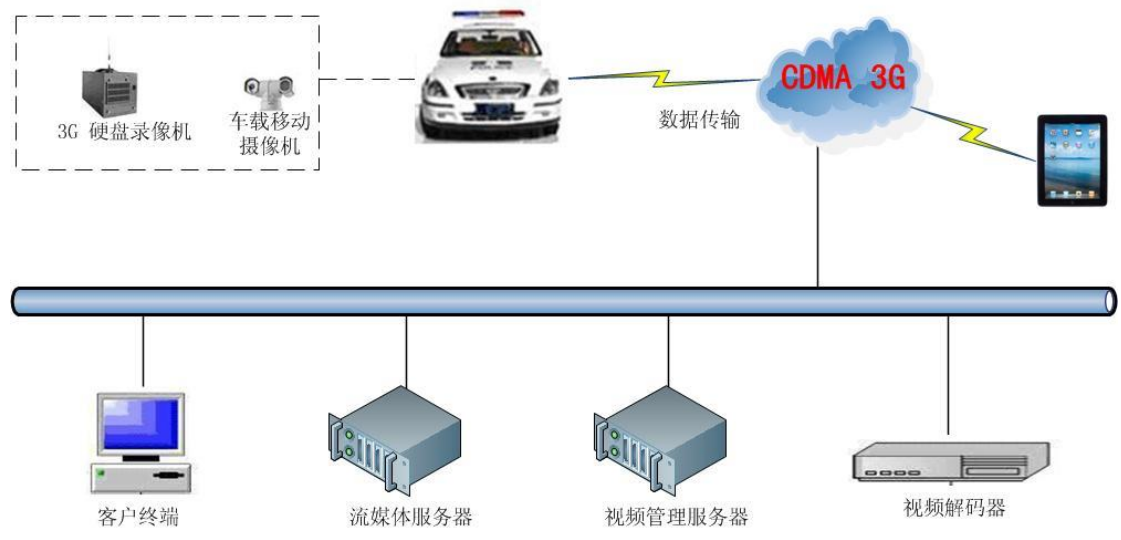 CDMA 3G
3G 硬盘录像机
车载移动
摄像机
数据传输
POLICE
客户终端
流媒体服务器
视频管理服务器
视频解码器